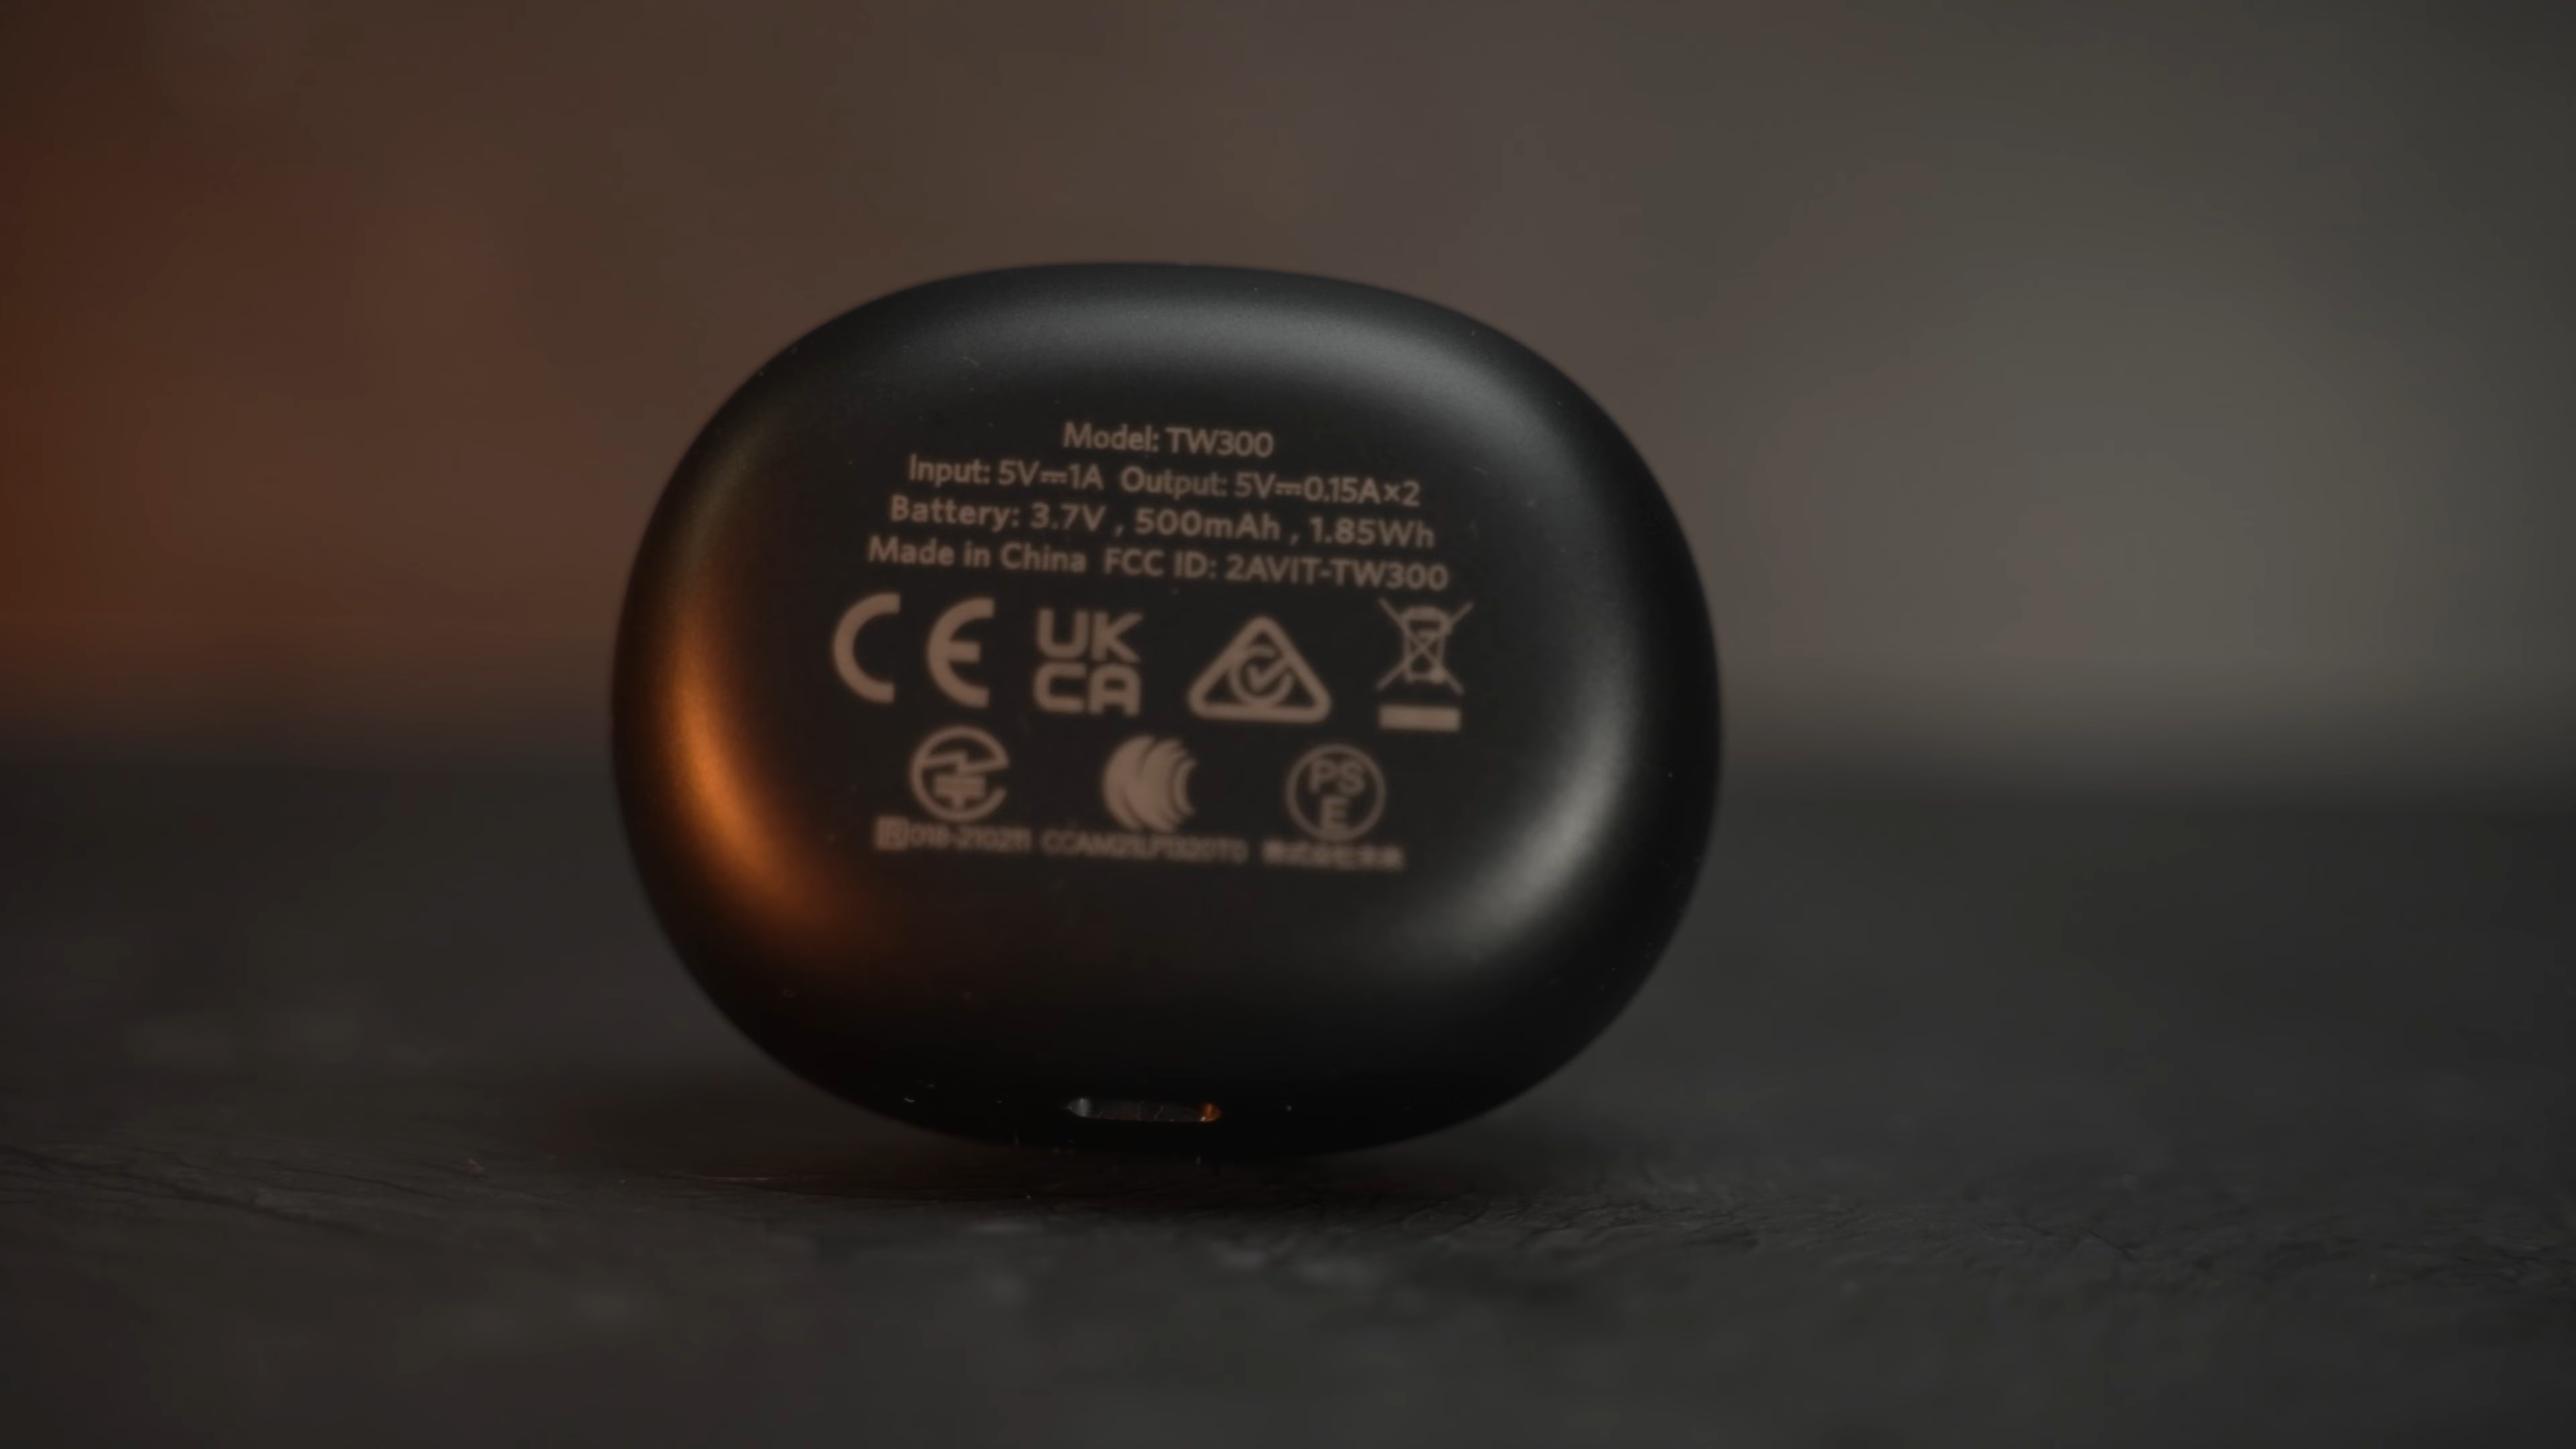 Model: TW300
Input: 5V⎓1A Output: 5V⎓0.15A×2
Battery: 3.7V , 500mAh , 1.85Wh
Made in China FCC ID: 2AVIT-TW300
CE UK
CA
PS
E